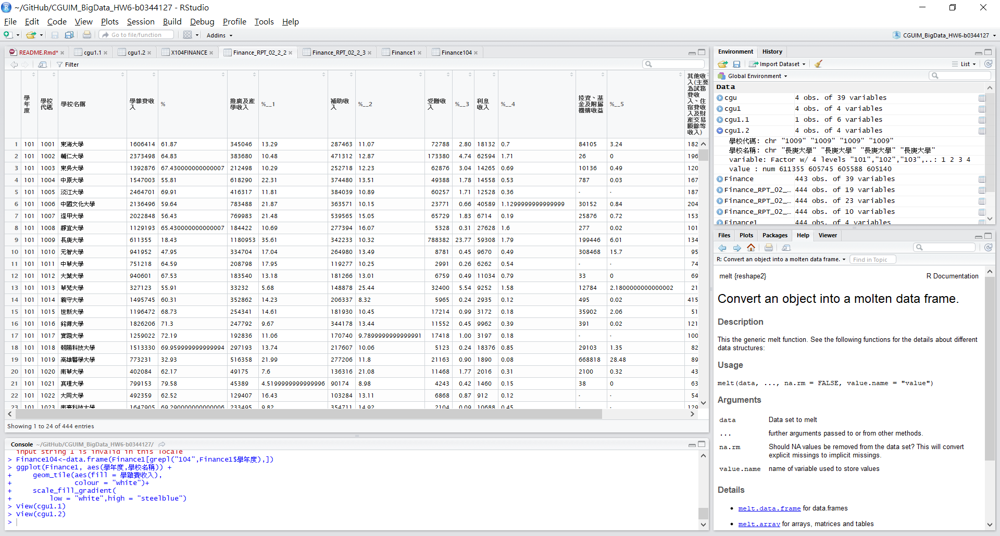 ~/GitHub/CGUIM_BigData_HW6-b0344127 - RStudio
File Edit Code View Plots Session Build Debug Profile Tools Help
Go to file/function Addins CGUIM_BigData_HW6-b0344127
README.Rmd* cgu1.1 cgu1.2 X104FINANCE Finance_RPT_02_2_2 Finance_RPT_02_2_3 Finance1 Finance104
Filter
學年度 學校代碼 學校名稱 學雜費收入 % 推廣及產學收入 %__1 補助收入 %__2 受贈收入 %__3 利息收入 %__4 投資、基金及附屬機構收益 %__5 其他收入(主要為試務費收入、住宿費收入及財產交易賸餘等收入)
1 101 1001 東海大學 1606414 61.87 345046 13.29 287463 11.07 72788 2.80 18132 0.7 84105 3.24 182
2 101 1002 輔仁大學 2373498 64.83 383680 10.48 471312 12.87 173380 4.74 62594 1.71 26 0 196
3 101 1003 東吳大學 1392876 67.430000000000007 212498 10.29 252718 12.23 62876 3.04 14265 0.69 10136 0.49 120
4 101 1004 中原大學 1547003 55.81 618290 22.31 374480 13.51 49388 1.78 14558 0.53 787 0.03 167
5 101 1005 淡江大學 2464701 69.91 416317 11.81 384039 10.89 60257 1.71 12528 0.36 - - 187
6 101 1006 中國文化大學 2136496 59.64 783488 21.87 363571 10.15 23771 0.66 40589 1.1299999999999999 30152 0.84 204
7 101 1007 逢甲大學 2022848 56.43 769983 21.48 539565 15.05 65729 1.83 6714 0.19 25876 0.72 153
8 101 1008 靜宜大學 1129193 65.430000000000007 184422 10.69 277394 16.07 5328 0.31 27628 1.6 277 0.02 101
9 101 1009 長庚大學 611355 18.43 1180953 35.61 342233 10.32 788382 23.77 59308 1.79 199446 6.01 134
10 101 1010 元智大學 941952 47.95 334704 17.04 264980 13.49 8781 0.45 9670 0.49 308468 15.7 95
11 101 1011 中華大學 751218 64.59 208798 17.95 119277 10.25 2991 0.26 6262 0.54 - - 74
12 101 1012 大葉大學 940601 67.53 183540 13.18 181266 13.01 6759 0.49 11034 0.79 33 0 69
13 101 1013 華梵大學 327123 55.91 33232 5.68 148878 25.44 32400 5.54 9252 1.58 12784 2.1800000000000002 21
14 101 1014 義守大學 1495745 60.31 352862 14.23 206337 8.32 5965 0.24 2935 0.12 495 0.02 415
15 101 1015 世新大學 1196472 68.73 254341 14.61 181930 10.45 17214 0.99 3172 0.18 35902 2.06 51
16 101 1016 銘傳大學 1826206 71.3 247792 9.67 344178 13.44 11552 0.45 9962 0.39 391 0.02 121
17 101 1017 實踐大學 1259022 72.19 192836 11.06 170740 9.7899999999999991 17418 1.00 3197 0.18 - - 100
18 101 1018 朝陽科技大學 1513330 69.959999999999994 297193 13.74 217607 10.06 5123 0.24 18376 0.85 29103 1.35 82
19 101 1019 高雄醫學大學 773231 32.93 516358 21.99 277206 11.8 21163 0.90 1890 0.08 668818 28.48 89
20 101 1020 南華大學 402084 62.17 49175 7.6 136316 21.08 11468 1.77 2016 0.31 2100 0.32 43
21 101 1021 真理大學 799153 79.58 45389 4.5199999999999996 90174 8.98 4243 0.42 1460 0.15 38 0 63
22 101 1022 大同大學 492359 62.52 129407 16.43 103284 13.11 6868 0.87 912 0.12 - - 54
23 101 1023 南臺科技大學 1647905 69.290000000000006 233495 9.82 354711 14.92 2104 0.09 10688 0.45 - - 129
Showing 1 to 24 of 444 entries
Console ~/GitHub/CGUIM_BigData_HW6-b0344127/
input string 1 is invalid in this locale
> Finance104<-data.frame(Finance1[grepl("104",Finance1$學年度),])
> ggplot(Finance1, aes(學年度,學校名稱)) +
+ geom_tile(aes(fill = 學雜費收入),
+ colour = "white")+
+ scale_fill_gradient(
+ low = "white",high = "steelblue")
> View(cgu1.1)
> View(cgu1.2)
>
Environment History
Import Dataset List
Global Environment
Data
cgu 4 obs. of 39 variables
cgu1 4 obs. of 4 variables
cgu1.1 1 obs. of 6 variables
cgu1.2 4 obs. of 4 variables
學校代碼: chr "1009" "1009" "1009" "1009"
學校名稱: chr "長庚大學" "長庚大學" "長庚大學" "長庚大學"
variable: Factor w/ 4 levels "101","102","103",..: 1 2 3 4
value : num 611355 605745 605588 605140
Finance 443 obs. of 39 variables
Finance_RPT_02_... 444 obs. of 19 variables
Finance_RPT_02_... 444 obs. of 23 variables
Finance_RPT_02_... 444 obs. of 10 variables
Finance1 444 obs. of 4 variables
Files Plots Packages Help Viewer
R: Convert an object into a molten data frame. Find in Topic
melt {reshape2} R Documentation
Convert an object into a molten data frame.
Description
This the generic melt function. See the following functions for the details about different
data structures:
Usage
melt(data, ..., na.rm = FALSE, value.name = "value")
Arguments
data Data set to melt
... further arguments passed to or from other methods.
na.rm Should NA values be removed from the data set? This will convert
explicit missings to implicit missings.
value.name name of variable used to store values
Details
• melt.data.frame for data.frames
• melt.array for arrays, matrices and tables